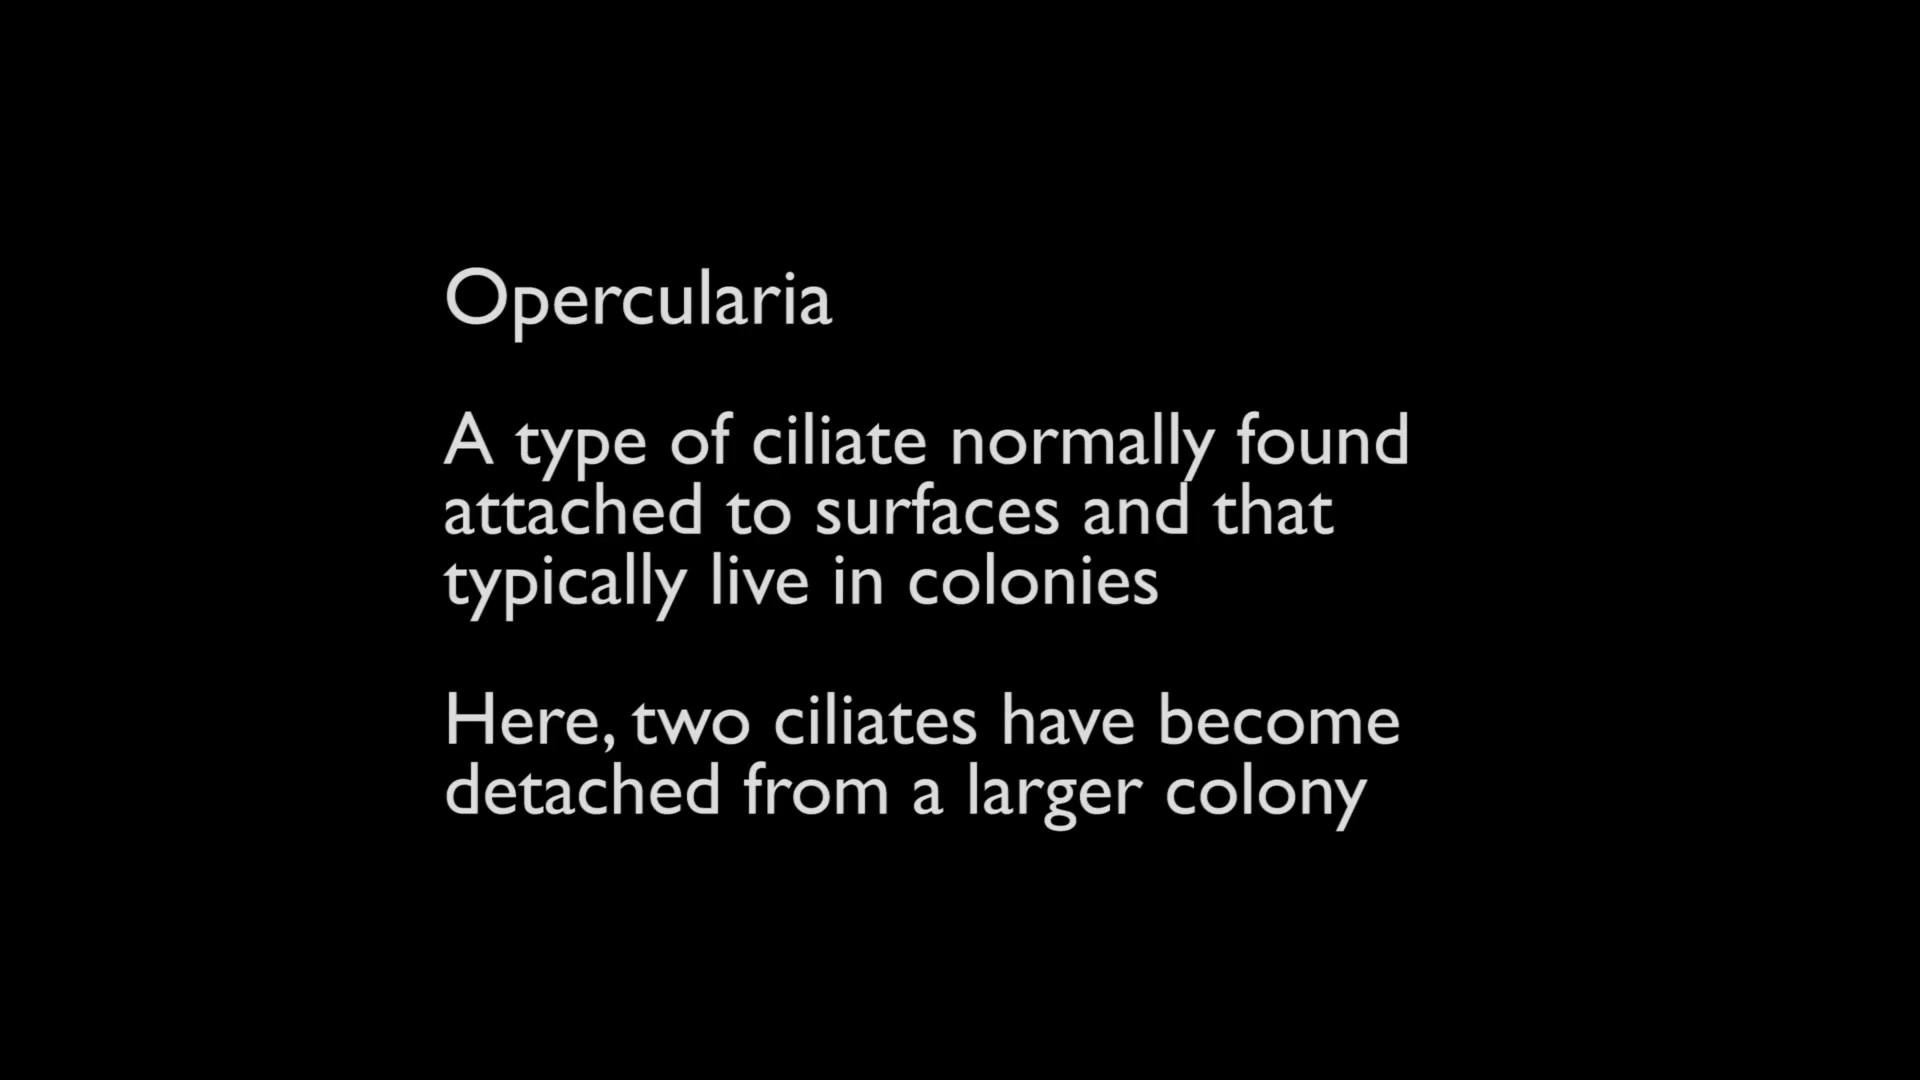 Opercularia
A type of ciliate normally found
attached to surfaces and that
typically live in colonies
Here, two ciliates have become
detached from a larger colony